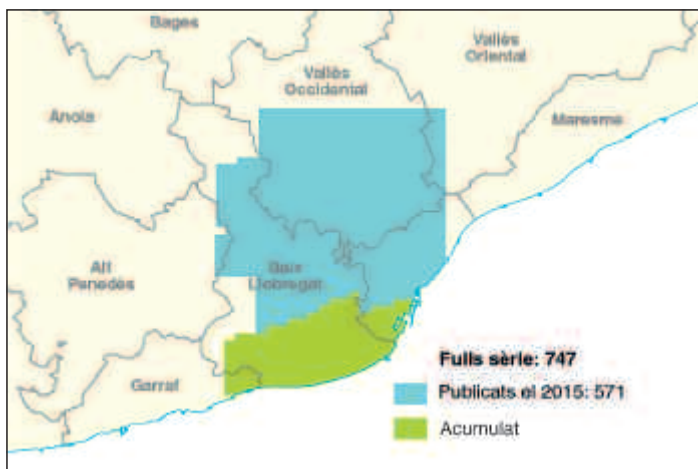 Bages
Vallès
Oriental
Vallès
Occidental
Anoia
Maresme
Alt
Penedès
Baix
Llobregat
Garraf
Fulls sèrie: 747
Publicats el 2015: 571
Acumulat